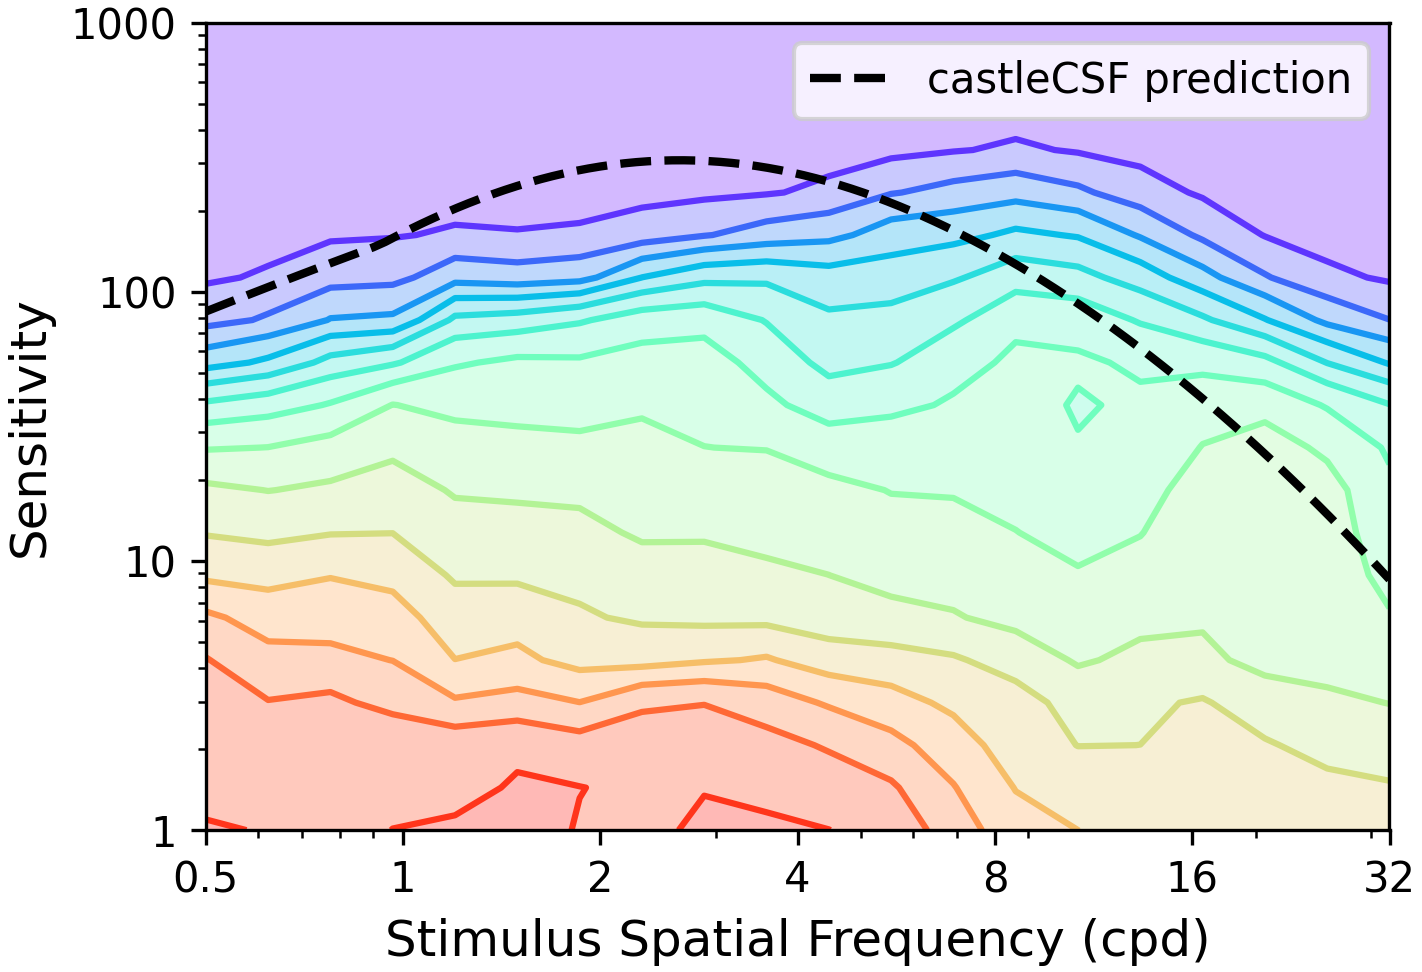 1000
castleCSF prediction
100
Sensitivity
10
1
0.5 1 2 4 8 16 32
Stimulus Spatial Frequency (cpd)